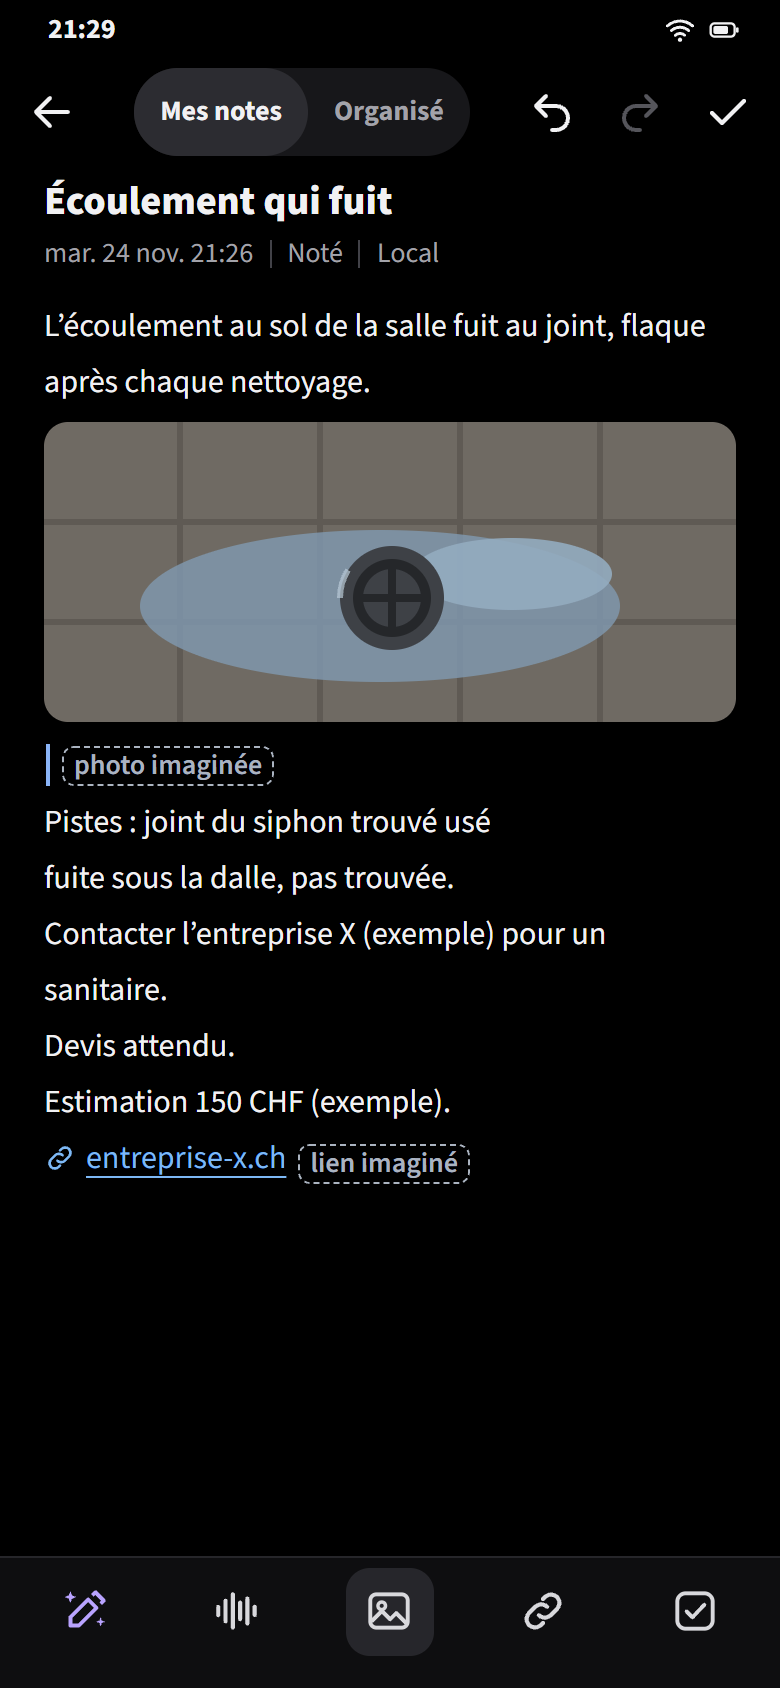 21:29
Mes notes Organisé
Écoulement qui fuit
mar. 24 nov. 21:26 | Noté | Local
L’écoulement au sol de la salle fuit au joint, flaque
après chaque nettoyage.
photo imaginée
Pistes : joint du siphon trouvé usé
fuite sous la dalle, pas trouvée.
Contacter l’entreprise X (exemple) pour un
sanitaire.
Devis attendu.
Estimation 150 CHF (exemple).
entreprise-x.ch lien imaginé